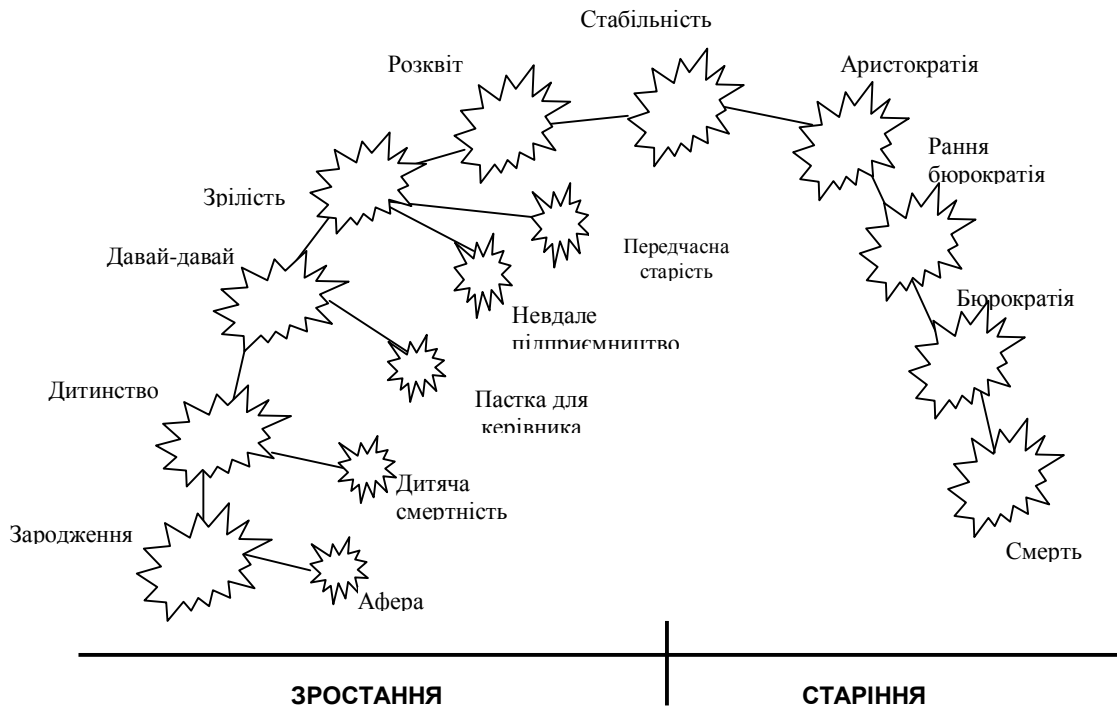 Стабільність
Розквіт
Аристократія
Рання
бюрократія
Зрілість
Передчасна
старість
Давай-давай
Невдале
підприємництво
Бюрократія
Дитинство
Пастка для
керівника
Дитяча
смертність
Зародження
Смерть
Афера
ЗРОСТАННЯ
СТАРІННЯ